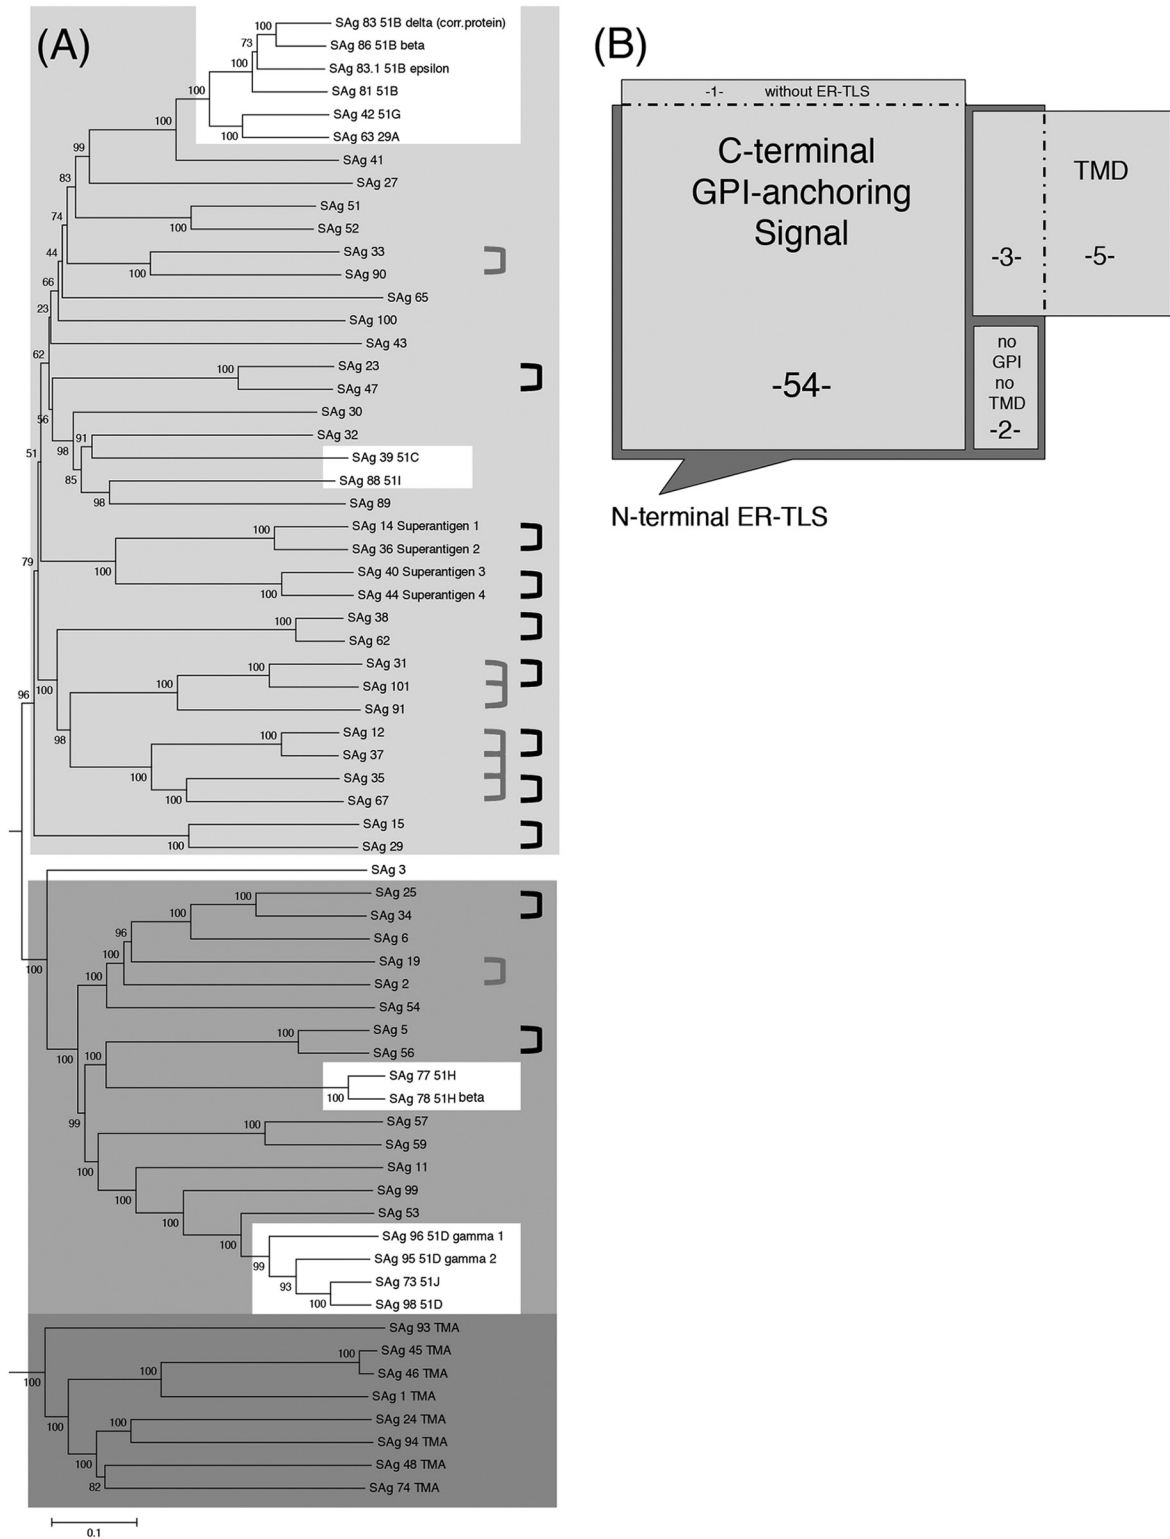 (A)
100
SAg 83 51B delta (corr.protein)
73
SAg 86 51B beta
100
SAg 83.1 51B epsilon
100
SAg 81 51B
100
SAg 42 51G
100
SAg 63 29A
99
SAg 41
83
SAg 27
74
SAg 51
100
SAg 52
44
SAg 33
100
SAg 90
66
SAg 65
23
SAg 100
62
SAg 43
100
SAg 23
SAg 47
56
SAg 30
91
SAg 32
51
98
SAg 39 51C
85
SAg 88 51I
98
SAg 89
100
SAg 14 Superantigen 1
SAg 36 Superantigen 2
79
100
SAg 40 Superantigen 3
100
SAg 44 Superantigen 4
100
SAg 38
SAg 62
100
SAg 31
96
100
100
SAg 101
SAg 91
98
100
SAg 12
SAg 37
100
SAg 35
100
SAg 67
SAg 15
100
SAg 29
SAg 3
100
SAg 25
100
SAg 34
96
SAg 6
100
100
SAg 19
100
SAg 2
SAg 54
100
SAg 5
100
100
SAg 56
SAg 77 51H
100
SAg 78 51H beta
99
100
SAg 57
SAg 59
100
SAg 11
100
SAg 99
100
SAg 53
100
SAg 96 51D gamma 1
99
SAg 95 51D gamma 2
93
SAg 73 51J
100
SAg 98 51D
SAg 93 TMA
100
SAg 45 TMA
100
100
SAg 46 TMA
SAg 1 TMA
100
100
SAg 24 TMA
SAg 94 TMA
100
SAg 48 TMA
82
SAg 74 TMA
0.1
(B)
-1- without ER-TLS
C-terminal
GPI-anchoring
Signal
-54-
TMD
-3-
-5-
no
GPI
no
TMD
-2-
N-terminal ER-TLS